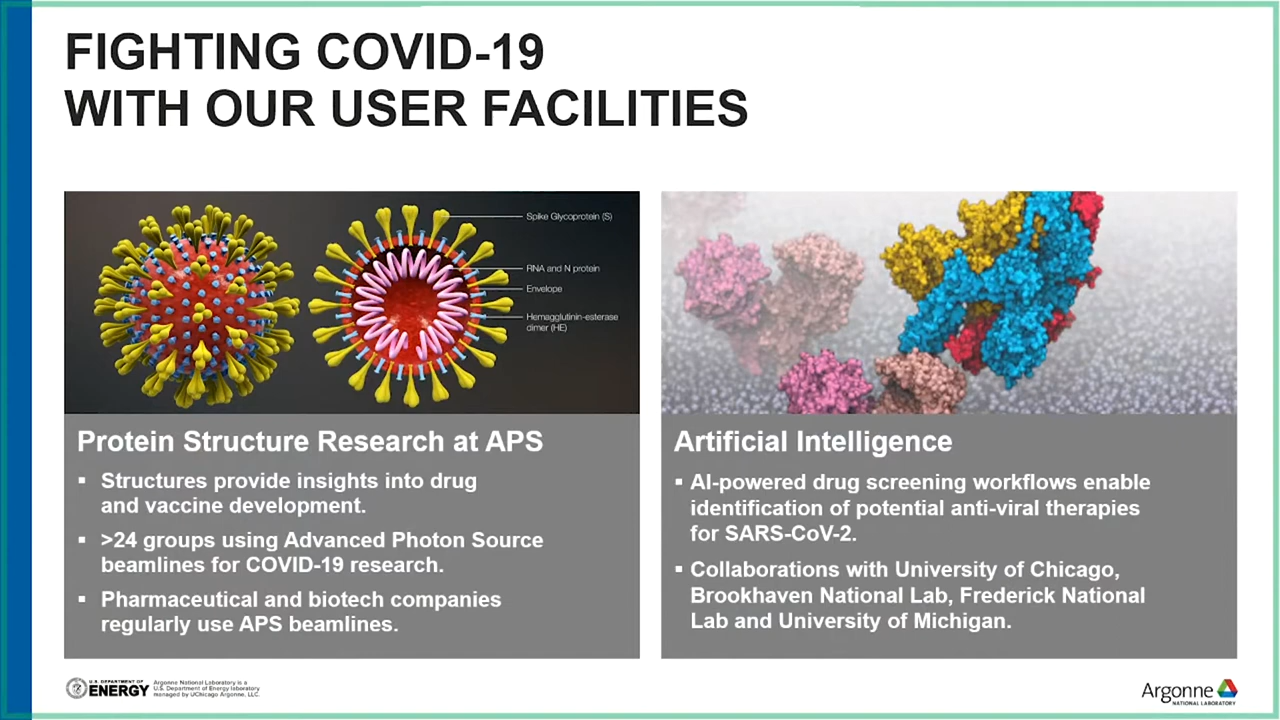 FIGHTING COVID-19
WITH OUR USER FACILITIES
Spike Glycoprotein (S)
RNA and N protein
Envelope
Hemagglutinin-esterase
dimer (HE)
Protein Structure Research at APS
▪ Structures provide insights into drug
and vaccine development.
▪ >24 groups using Advanced Photon Source
beamlines for COVID-19 research.
▪ Pharmaceutical and biotech companies
regularly use APS beamlines.
Artificial Intelligence
▪ AI-powered drug screening workflows enable
identification of potential anti-viral therapies
for SARS-CoV-2.
▪ Collaborations with University of Chicago,
Brookhaven National Lab, Frederick National
Lab and University of Michigan.
U.S. DEPARTMENT OF
ENERGY
Argonne National Laboratory is a
U.S. Department of Energy laboratory
managed by UChicago Argonne, LLC.
Argonne
NATIONAL LABORATORY